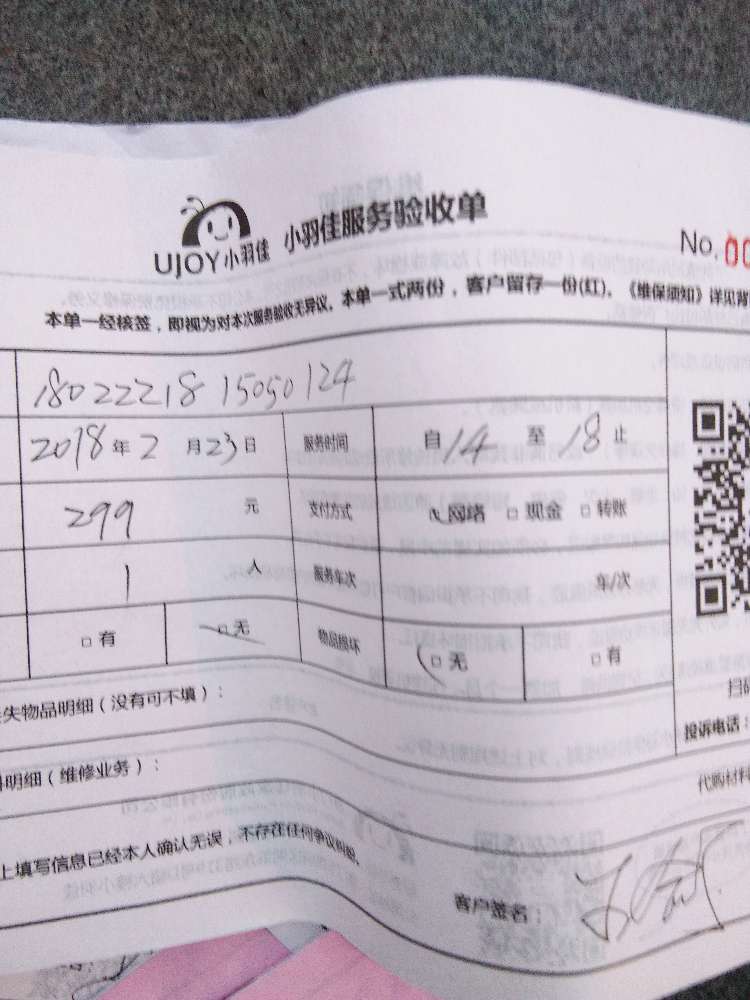 UJOY小羽佳 小羽佳服务验收单
No. 00
本单一经核签，即视为对本次服务验收无异议。本单一式两份，客户留存一份(红)。《维保须知》详见背
18022218 15050124
2018年2月23日 服务时间 自14至18止
299元 支付方式 □网络 □现金 □转账
1人 服务车次 车/次
□有 □无 物品损坏 □无 □有
失物品明细（没有可不填）：
扫码
投诉电话：
明细（维修业务）：
代购材料
上填写信息已经本人确认无误，不存在任何争议纠纷。
客户签名：